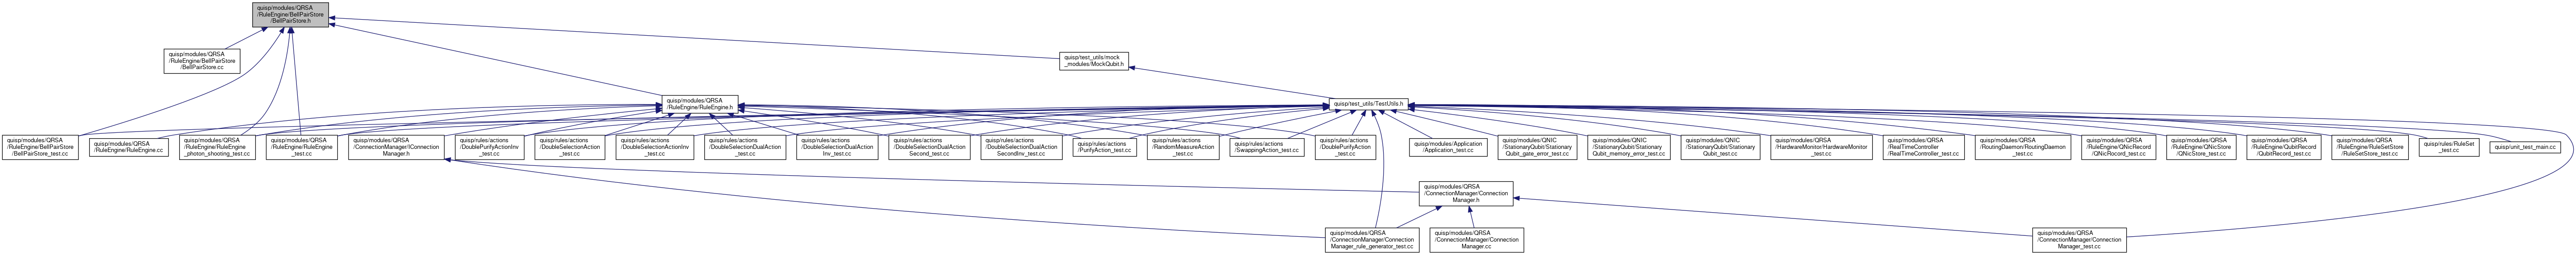 quisp/modules/QRSA
/RuleEngine/BellPairStore
/BellPairStore.h
quisp/modules/QRSA
/RuleEngine/BellPairStore
/BellPairStore.cc
quisp/test_utils/mock
_modules/MockQubit.h
quisp/modules/QRSA
/RuleEngine/RuleEngine.h
quisp/test_utils/TestUtils.h
quisp/modules/QRSA
/RuleEngine/BellPairStore
/BellPairStore_test.cc
quisp/modules/QRSA
/RuleEngine/RuleEngine.cc
quisp/modules/QRSA
/RuleEngine/RuleEngine
_photon_shooting_test.cc
quisp/modules/QRSA
/RuleEngine/RuleEngine
_test.cc
quisp/modules/QRSA
/ConnectionManager/IConnection
Manager.h
quisp/rules/actions
/DoublePurifyActionInv
_test.cc
quisp/rules/actions
/DoubleSelectionAction
_test.cc
quisp/rules/actions
/DoubleSelectionActionInv
_test.cc
quisp/rules/actions
/DoubleSelectionDualAction
_test.cc
quisp/rules/actions
/DoubleSelectionDualAction
Inv_test.cc
quisp/rules/actions
/DoubleSelectionDualAction
Second_test.cc
quisp/rules/actions
/DoubleSelectionDualAction
SecondInv_test.cc
quisp/rules/actions
/PurifyAction_test.cc
quisp/rules/actions
/RandomMeasureAction
_test.cc
quisp/rules/actions
/SwappingAction_test.cc
quisp/rules/actions
/DoublePurifyAction
_test.cc
quisp/modules/Application
/Application_test.cc
quisp/modules/QNIC
/StationaryQubit/Stationary
Qubit_gate_error_test.cc
quisp/modules/QNIC
/StationaryQubit/Stationary
Qubit_memory_error_test.cc
quisp/modules/QNIC
/StationaryQubit/Stationary
Qubit_test.cc
quisp/modules/QRSA
/HardwareMonitor/HardwareMonitor
_test.cc
quisp/modules/QRSA
/RealTimeController
/RealTimeController_test.cc
quisp/modules/QRSA
/RoutingDaemon/RoutingDaemon
_test.cc
quisp/modules/QRSA
/RuleEngine/QNicRecord
/QNicRocord_test.cc
quisp/modules/QRSA
/RuleEngine/QNicStore
/QNicStore_test.cc
quisp/modules/QRSA
/RuleEngine/QubitRecord
/QubitRecord_test.cc
quisp/modules/QRSA
/RuleEngine/RuleSetStore
/RuleSetStore_test.cc
quisp/rules/RuleSet
_test.cc
quisp/unit_test_main.cc
quisp/modules/QRSA
/ConnectionManager/Connection
Manager.h
quisp/modules/QRSA
/ConnectionManager/Connection
Manager_rule_generator_test.cc
quisp/modules/QRSA
/ConnectionManager/Connection
Manager.cc
quisp/modules/QRSA
/ConnectionManager/Connection
Manager_test.cc